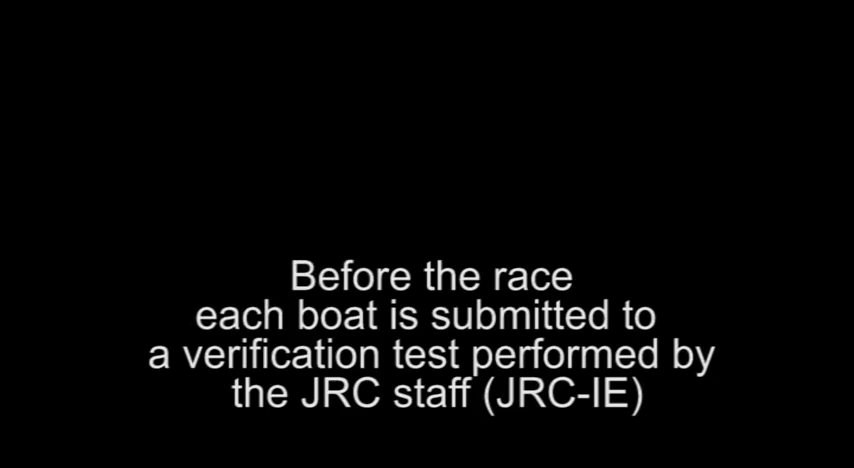 Before the race
each boat is submitted to
a verification test performed by
the JRC staff (JRC-IE)